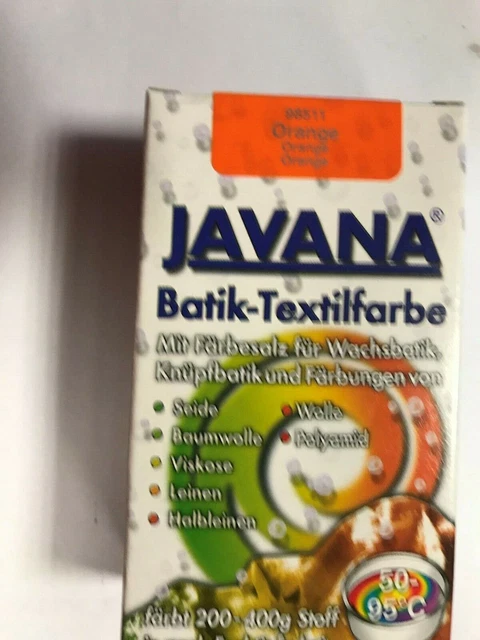 98511
Orange
Orange
Orange
JAVANA®
Batik-Textilfarbe
Mit Färbesalz für Wachsbatik,
Knüpfbatik und Färbungen von
• Seide
• Baumwolle
• Viskose
• Leinen
• Halbleinen
• Wolle
• Polyamid
50-
95°C
färbt 200-400g Stoff